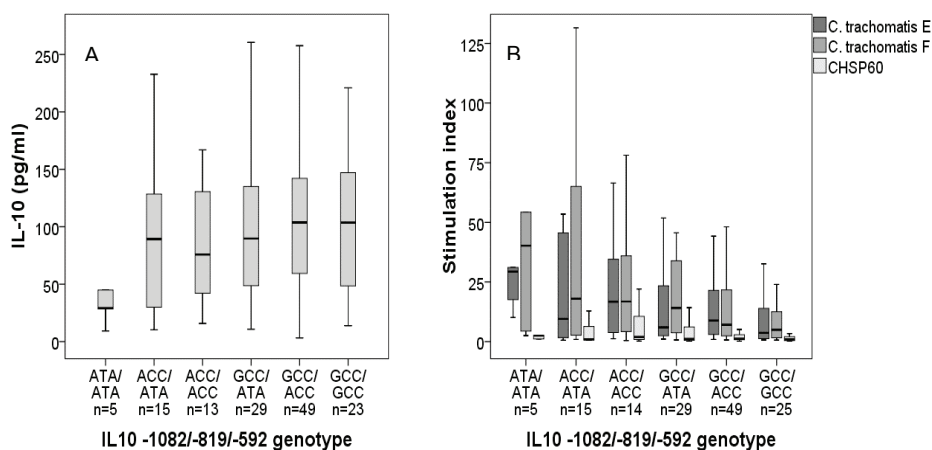 A
IL-10 (pg/ml)
250
200
150
100
50
0
ATA/ ACC/ ACC/ GCC/ GCC/ GCC/
ATA ATA ACC ATA ACC GCC
n=5 n=15 n=13 n=29 n=49 n=23
IL10 -1082/-819/-592 genotype
B
Stimulation index
125
100
75
50
25
0
ATA/ ACC/ ACC/ GCC/ GCC/ GCC/
ATA ATA ACC ATA ACC GCC
n=5 n=15 n=14 n=29 n=49 n=25
IL10 -1082/-819/-592 genotype
C. trachomatis E
C. trachomatis F
CHSP60